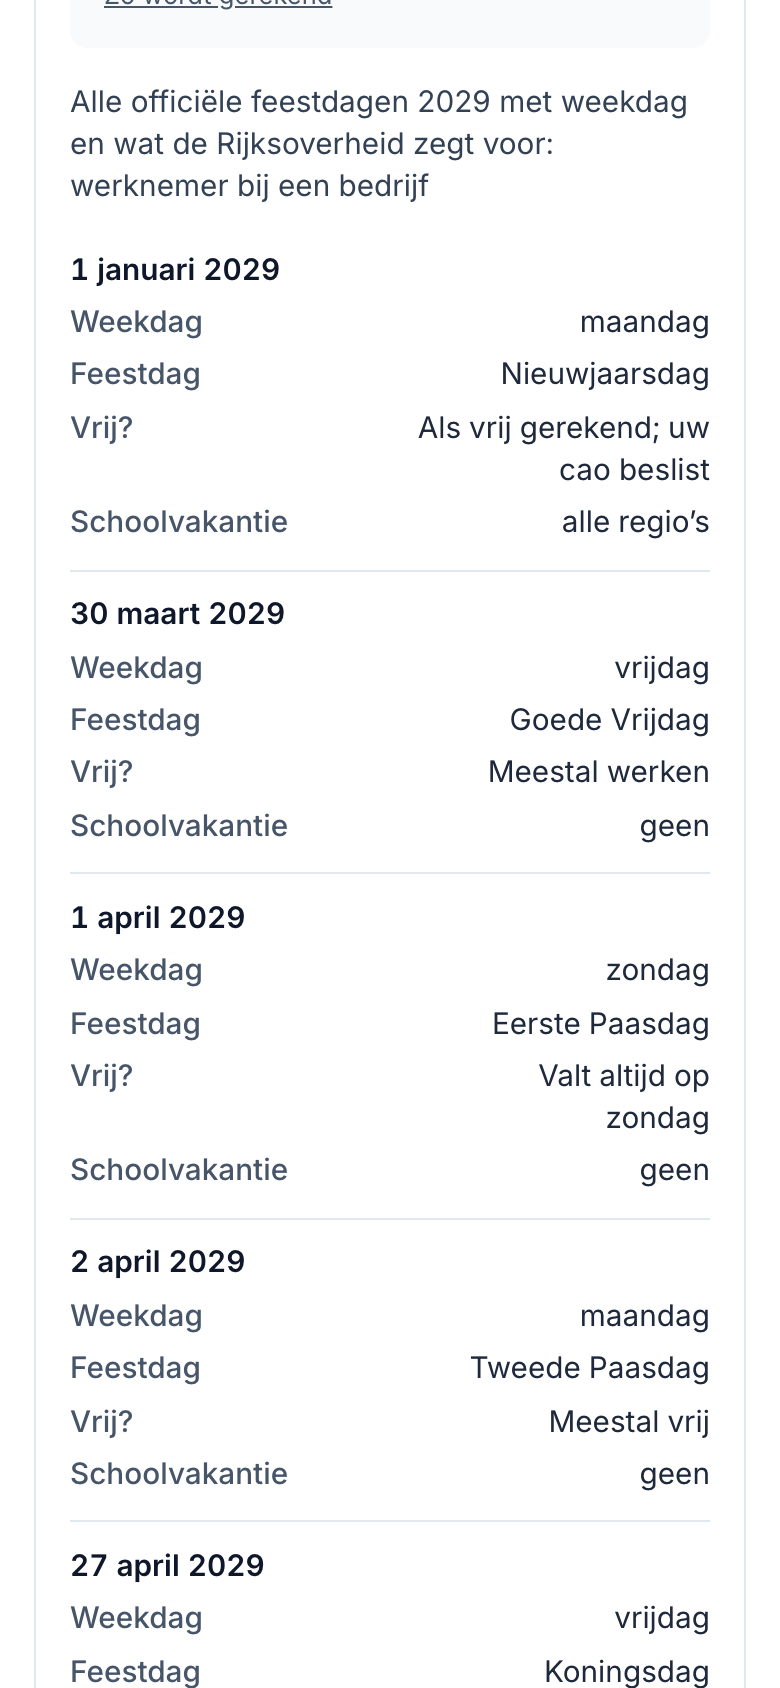 Alle officiële feestdagen 2029 met weekdag
en wat de Rijksoverheid zegt voor:
werknemer bij een bedrijf
1 januari 2029
Weekdag maandag
Feestdag Nieuwjaarsdag
Vrij? Als vrij gerekend; uw
cao beslist
Schoolvakantie alle regio’s
30 maart 2029
Weekdag vrijdag
Feestdag Goede Vrijdag
Vrij? Meestal werken
Schoolvakantie geen
1 april 2029
Weekdag zondag
Feestdag Eerste Paasdag
Vrij? Valt altijd op
zondag
Schoolvakantie geen
2 april 2029
Weekdag maandag
Feestdag Tweede Paasdag
Vrij? Meestal vrij
Schoolvakantie geen
27 april 2029
Weekdag vrijdag
Feestdag Koningsdag